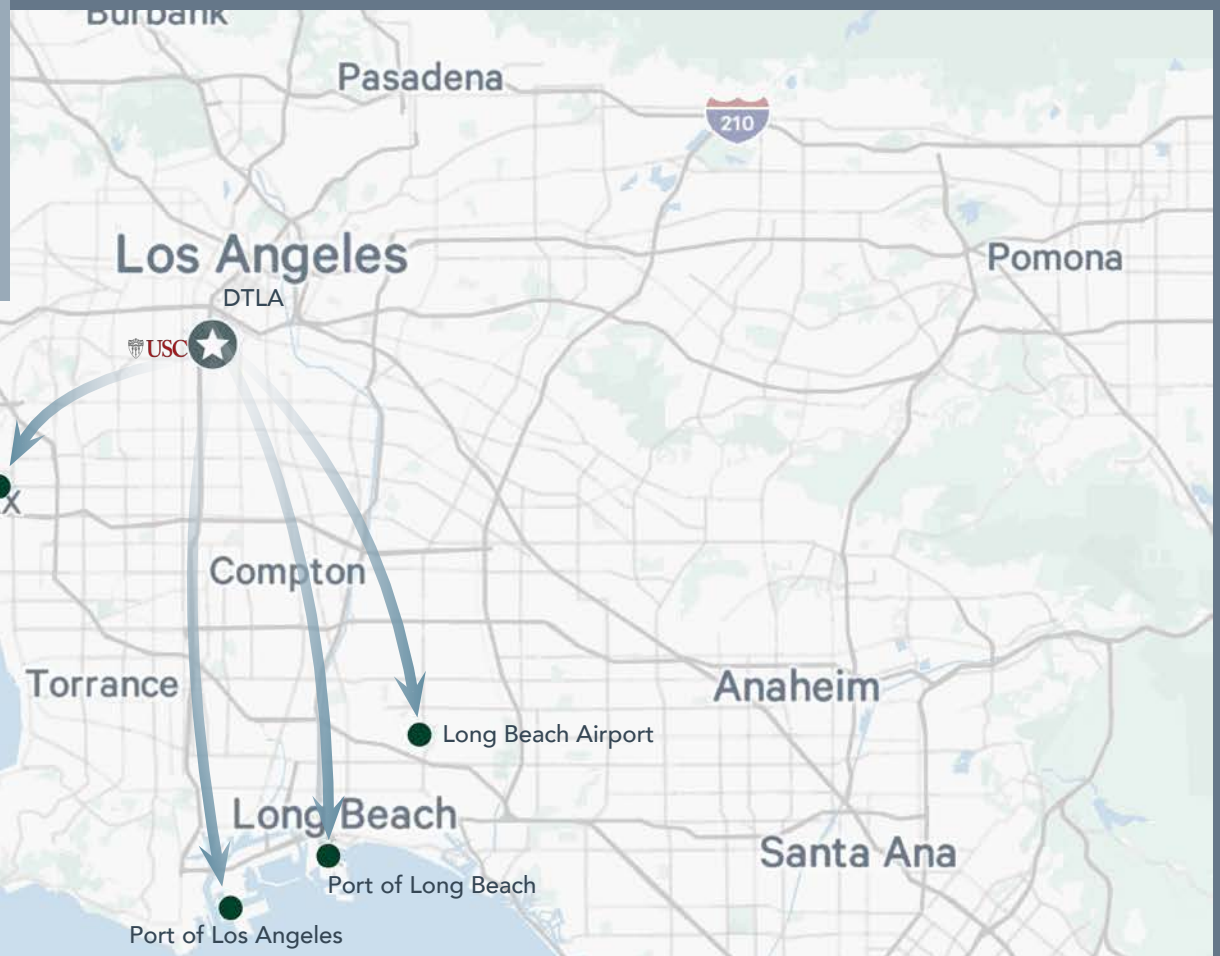 Burbank
Pasadena
210
Los Angeles
DTLA
Pomona
USC
X
Compton
Torrance
Anaheim
Long Beach Airport
Long Beach
Santa Ana
Port of Long Beach
Port of Los Angeles